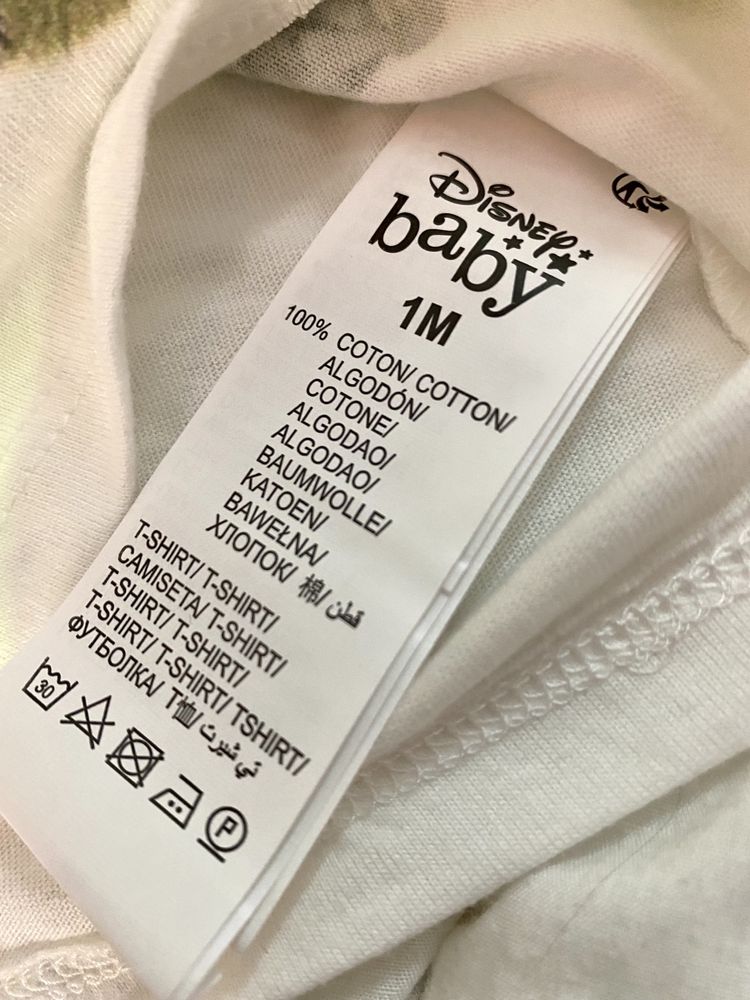 Disney
baby
1M
100% COTON/ COTTON/
ALGODÓN/
COTONE/
ALGODAO/
ALGODAO/
BAUMWOLLE/
KATOEN/
BAWEŁNA/
ХЛОПОК/ 棉/ قطن
T-SHIRT/ T-SHIRT/
CAMISETA/ T-SHIRT/
T-SHIRT/ T-SHIRT/
T-SHIRT/ T-SHIRT/ TSHIRT/
ФУТБОЛКА/ T恤/ تي شيرت
30
P